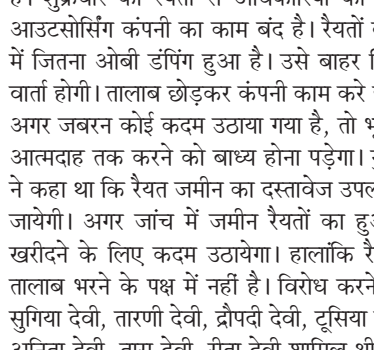 आउटसोर्सिंग कंपनी का काम बंद है। रैयतों
में जितना ओबी डंपिंग हुआ है। उसे बाहर
वार्ता होगी। तालाब छोड़कर कंपनी काम करे
अगर जबरन कोई कदम उठाया गया है, तो
आत्मदाह तक करने को बाध्य होना पड़ेगा।
ने कहा था कि रैयत जमीन का दस्तावेज
जायेगी। अगर जांच में जमीन रैयतों का
खरीदने के लिए कदम उठायेगा। हालांकि
तालाब भरने के पक्ष में नहीं है। विरोध करने
सुगिया देवी, तारणी देवी, द्रौपदी देवी, टूसिया